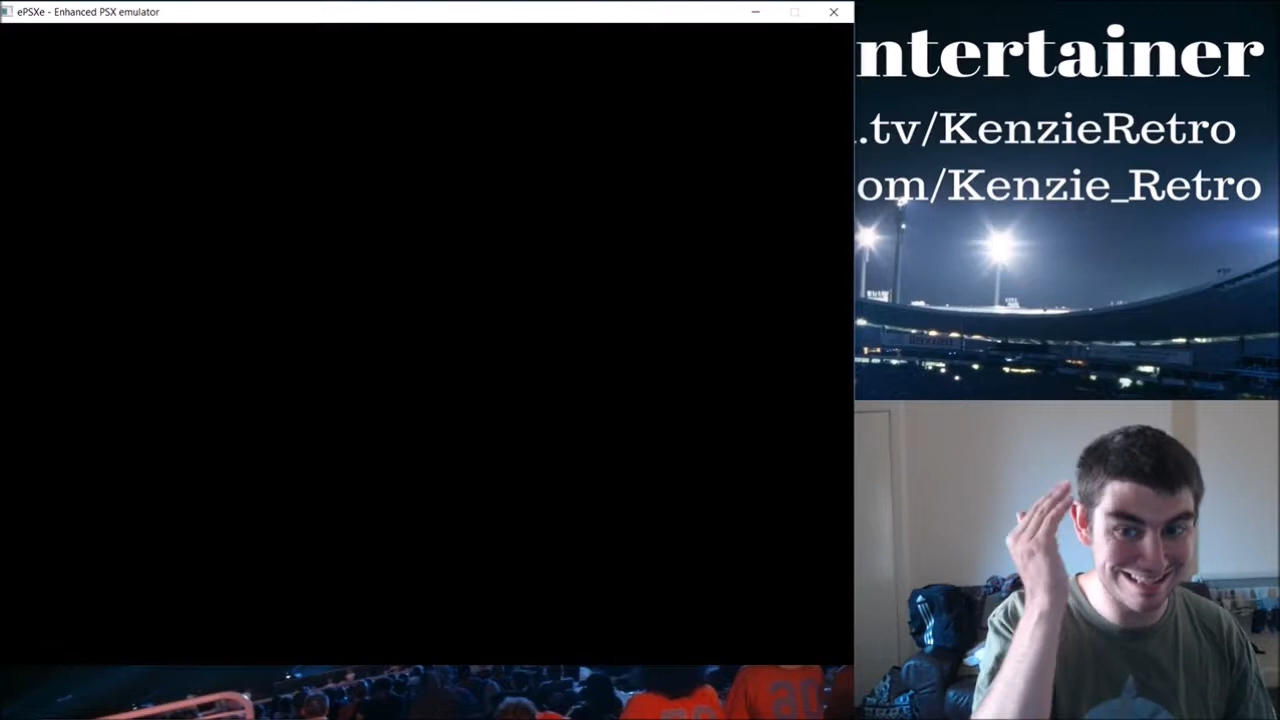 ePSXe - Enhanced PSX emulator
ntertainer
.tv/KenzieRetro
om/Kenzie_Retro